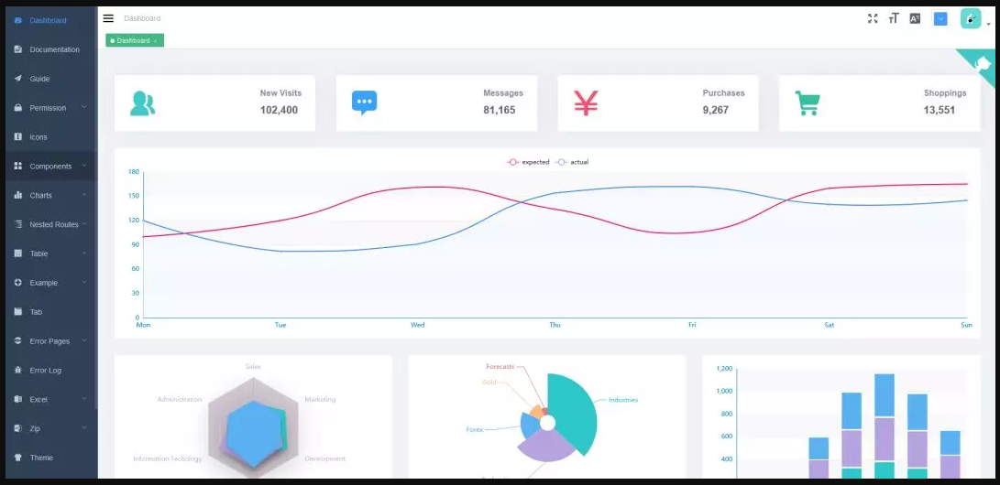 Dashboard
Documentation
Guide
Permission
Icons
Components
Charts
Nested Routes
Table
Example
Tab
Error Pages
Error Log
Excel
Zip
Theme
Dashboard
Dashboard ×
New Visits
102,400
Messages
81,165
Purchases
9,267
Shoppings
13,551
expected actual
180
150
120
90
60
30
0
Mon Tue Wed Thu Fri Sat Sun
Sales
Administration
Marketing
Information Techology
Development
Forecasts
Gold
Industries
Forex
1,200
1,000
800
600
400